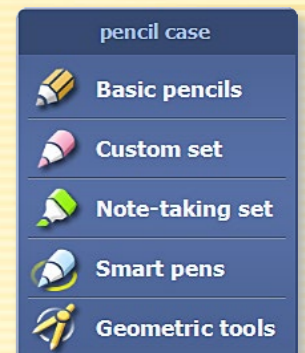 pencil case
Basic pencils
Custom set
Note-taking set
Smart pens
Geometric tools